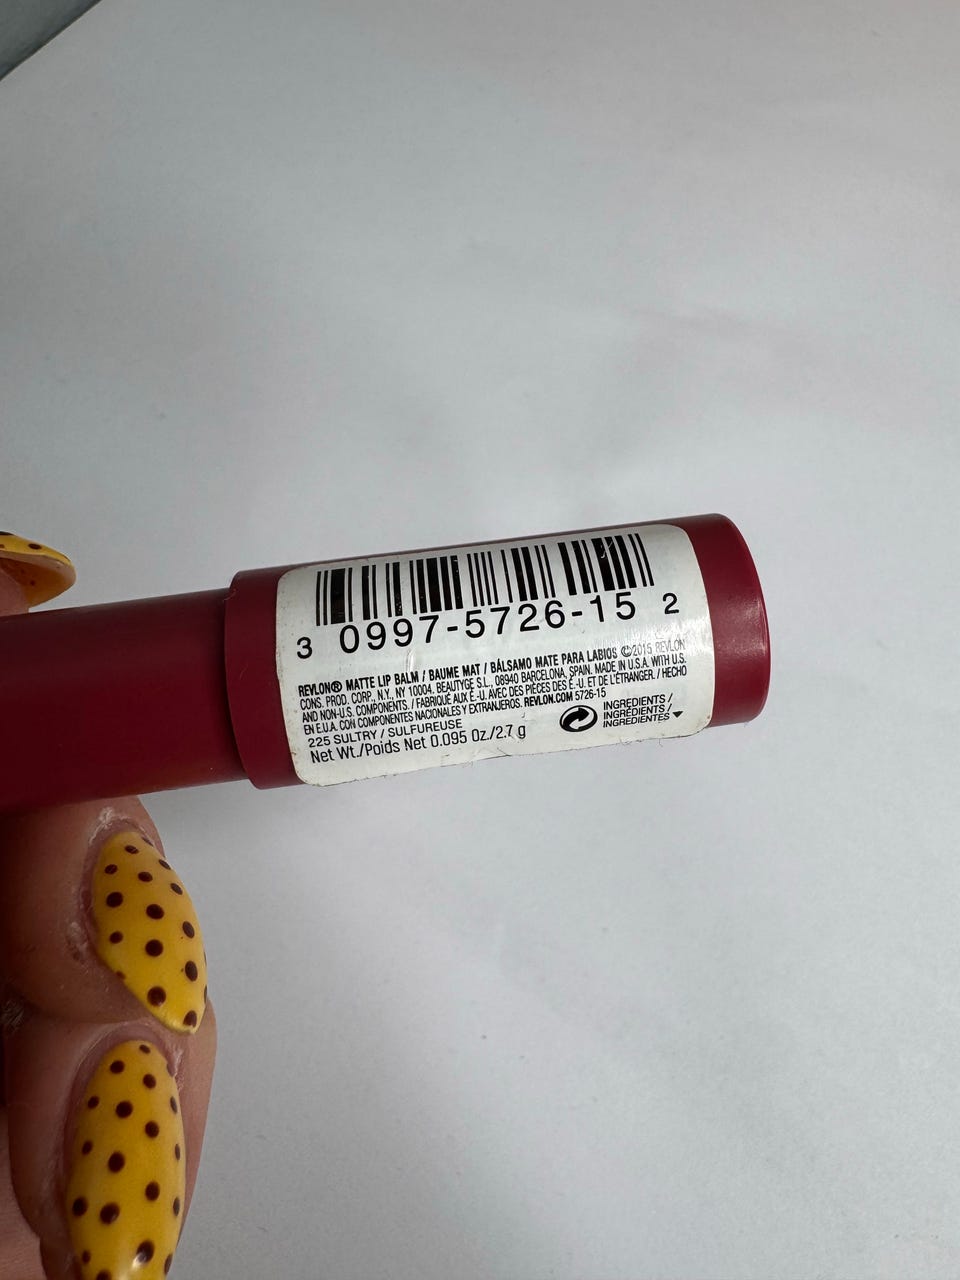 3 0997-5726-15 2
REVLON® MATTE LIP BALM / BAUME MAT / BÁLSAMO MATE PARA LABIOS ©2015 REVLON
CONS. PROD. CORP., N.Y., NY 10004. BEAUTYGE S.L., 08940 BARCELONA, SPAIN. MADE IN U.S.A. WITH U.S.
AND NON-U.S. COMPONENTS. / FABRIQUÉ AUX É.-U. AVEC DES PIÈCES DES É.-U. ET DE L'ÉTRANGER. / HECHO
EN E.U.A. CON COMPONENTES NACIONALES Y EXTRANJEROS. REVLON.COM 5726-15
225 SULTRY / SULFUREUSE
Net Wt./Poids Net 0.095 Oz./2.7 g
INGREDIENTS /
INGRÉDIENTS /
INGREDIENTES